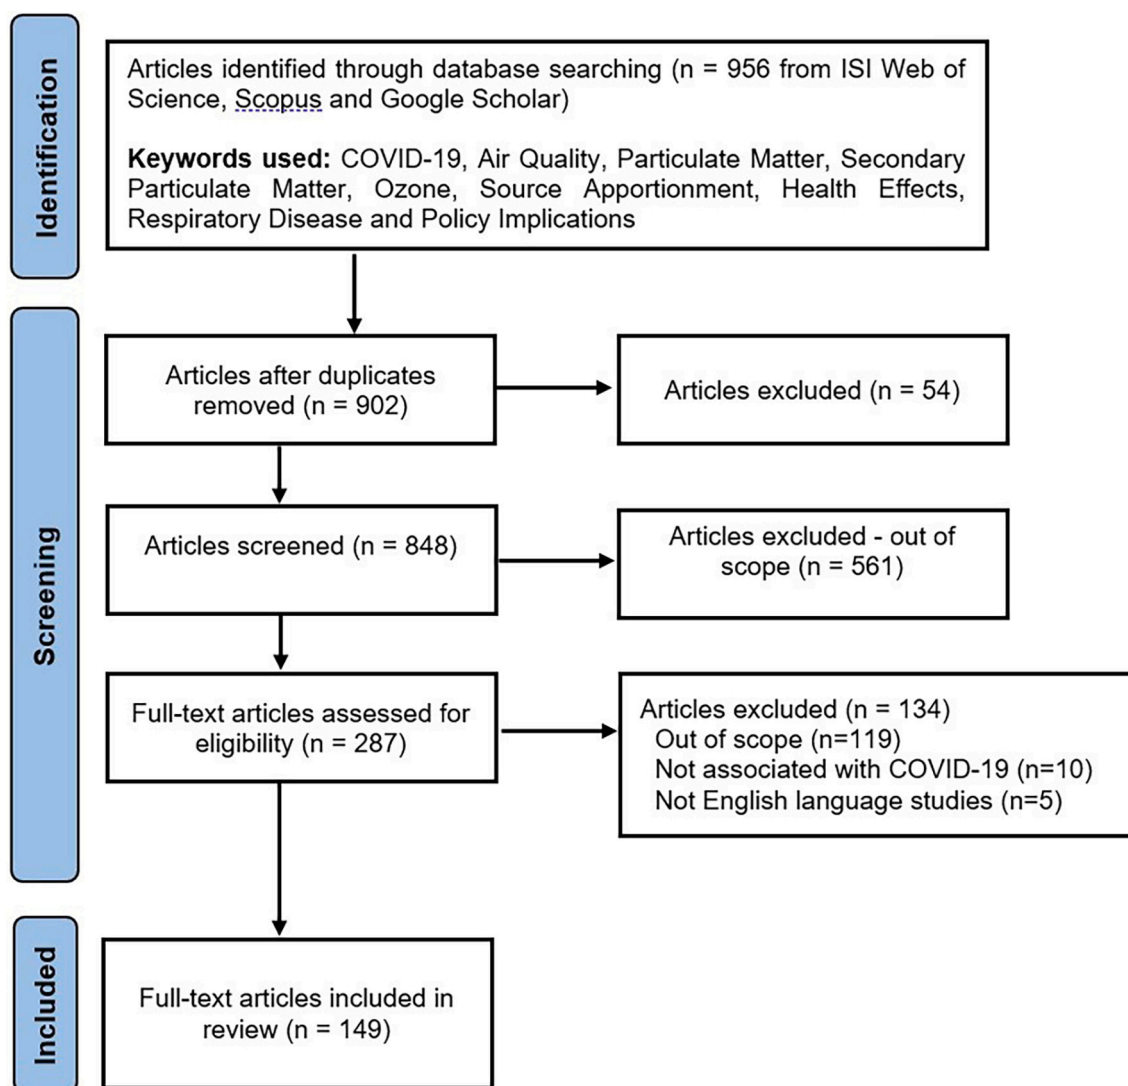 Identification
Articles identified through database searching (n = 956 from ISI Web of
Science, Scopus and Google Scholar)
Keywords used: COVID-19, Air Quality, Particulate Matter, Secondary
Particulate Matter, Ozone, Source Apportionment, Health Effects,
Respiratory Disease and Policy Implications
Screening
Articles after duplicates
removed (n = 902)
Articles excluded (n = 54)
Articles screened (n = 848)
Articles excluded - out of
scope (n = 561)
Full-text articles assessed for
eligibility (n = 287)
Articles excluded (n = 134)
Out of scope (n=119)
Not associated with COVID-19 (n=10)
Not English language studies (n=5)
Included
Full-text articles included in
review (n = 149)